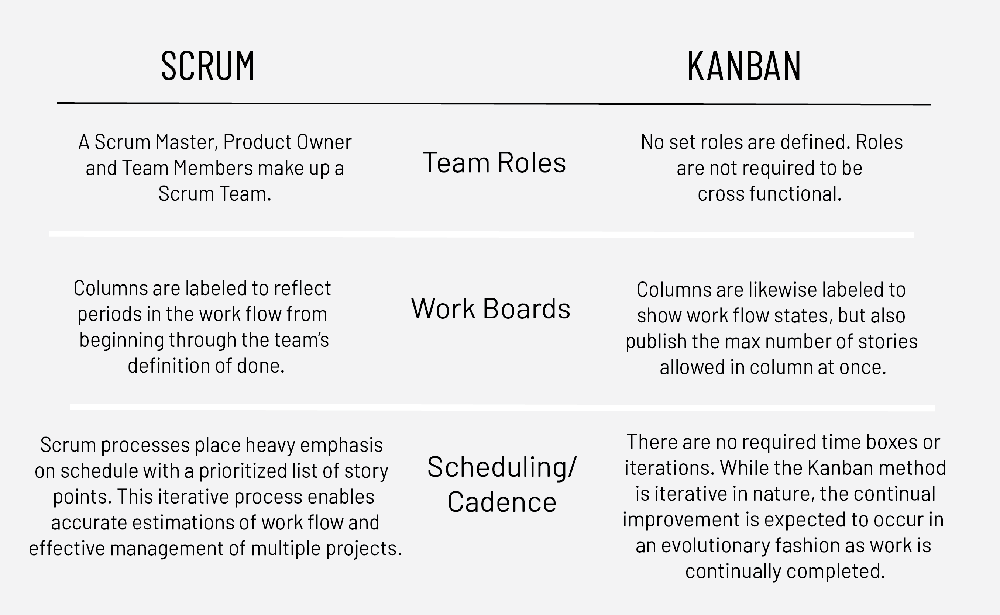 SCRUM
KANBAN
A Scrum Master, Product Owner
and Team Members make up a
Scrum Team.
Team Roles
No set roles are defined. Roles
are not required to be
cross functional.
Columns are labeled to reflect
periods in the work flow from
beginning through the team’s
definition of done.
Work Boards
Columns are likewise labeled to
show work flow states, but also
publish the max number of stories
allowed in column at once.
Scrum processes place heavy emphasis
on schedule with a prioritized list of story
points. This iterative process enables
accurate estimations of work flow and
effective management of multiple projects.
Scheduling/
Cadence
There are no required time boxes or
iterations. While the Kanban method
is iterative in nature, the continual
improvement is expected to occur in
an evolutionary fashion as work is
continually completed.